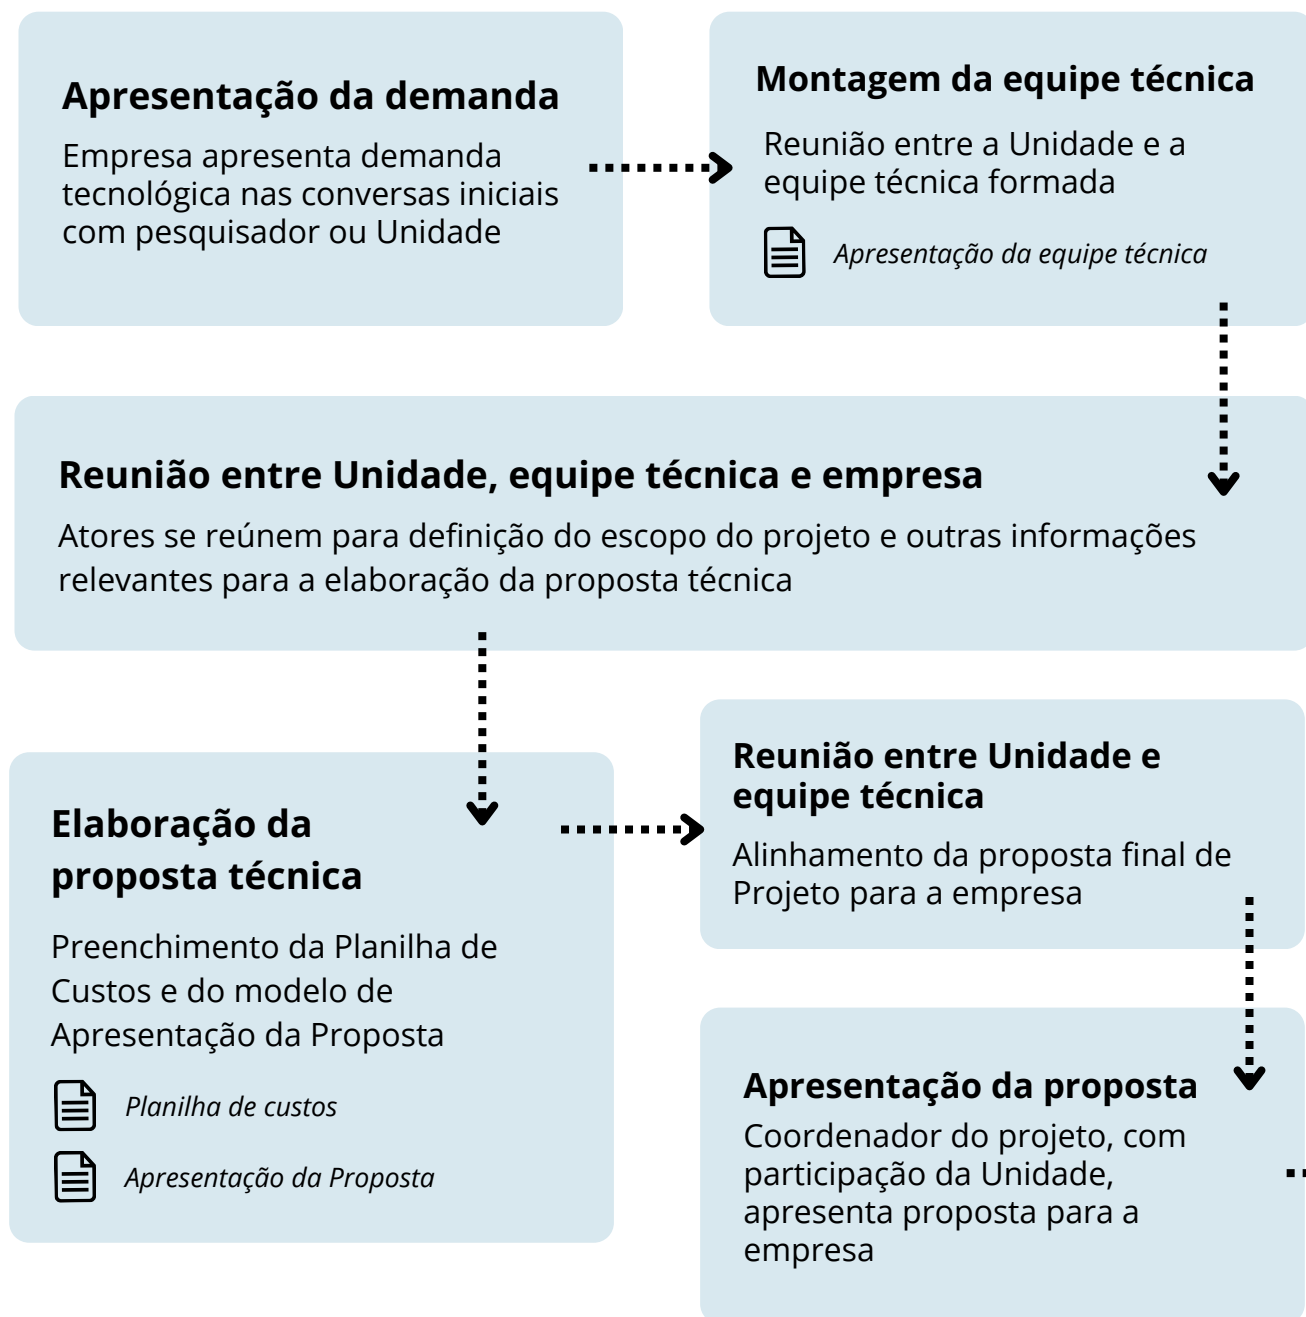 Apresentação da demanda
Empresa apresenta demanda
tecnológica nas conversas iniciais
com pesquisador ou Unidade
Montagem da equipe técnica
Reunião entre a Unidade e a
equipe técnica formada
Apresentação da equipe técnica
Reunião entre Unidade, equipe técnica e empresa
Atores se reúnem para definição do escopo do projeto e outras informações
relevantes para a elaboração da proposta técnica
Elaboração da
proposta técnica
Preenchimento da Planilha de
Custos e do modelo de
Apresentação da Proposta
Planilha de custos
Apresentação da Proposta
Reunião entre Unidade e
equipe técnica
Alinhamento da proposta final de
Projeto para a empresa
Apresentação da proposta
Coordenador do projeto, com
participação da Unidade,
apresenta proposta para a
empresa